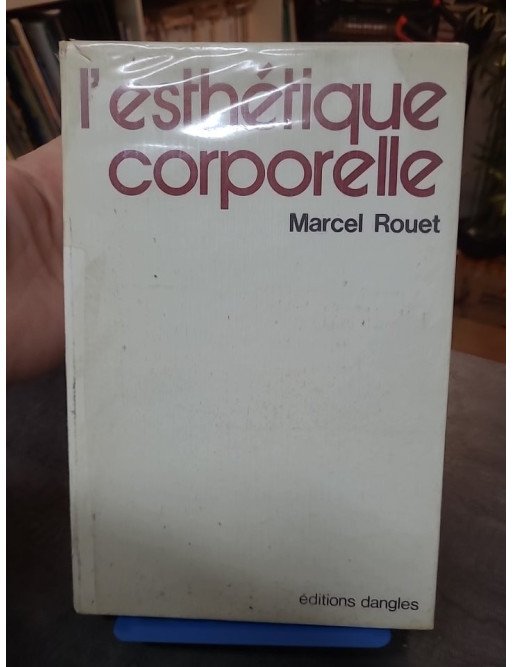 l'esthétique
corporelle
Marcel Rouet
éditions dangles